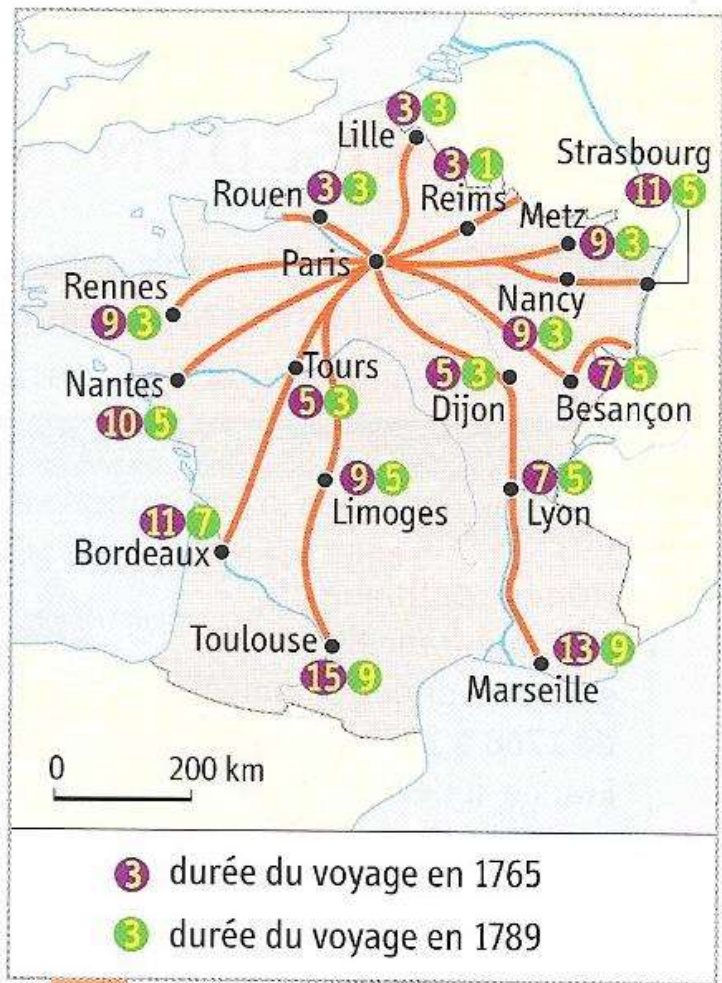 3 3
Lille
Strasbourg
11 5
Rouen 3 3
3 1
Reims
Metz
9 3
Paris
Rennes
9 3
Nancy
9 3
Tours
5 3
Nantes
10 5
5 3
Dijon
7 5
Besançon
9 5
Limoges
7 5
Lyon
11 7
Bordeaux
Toulouse
15 9
13 9
Marseille
0 200 km
3 durée du voyage en 1765
3 durée du voyage en 1789